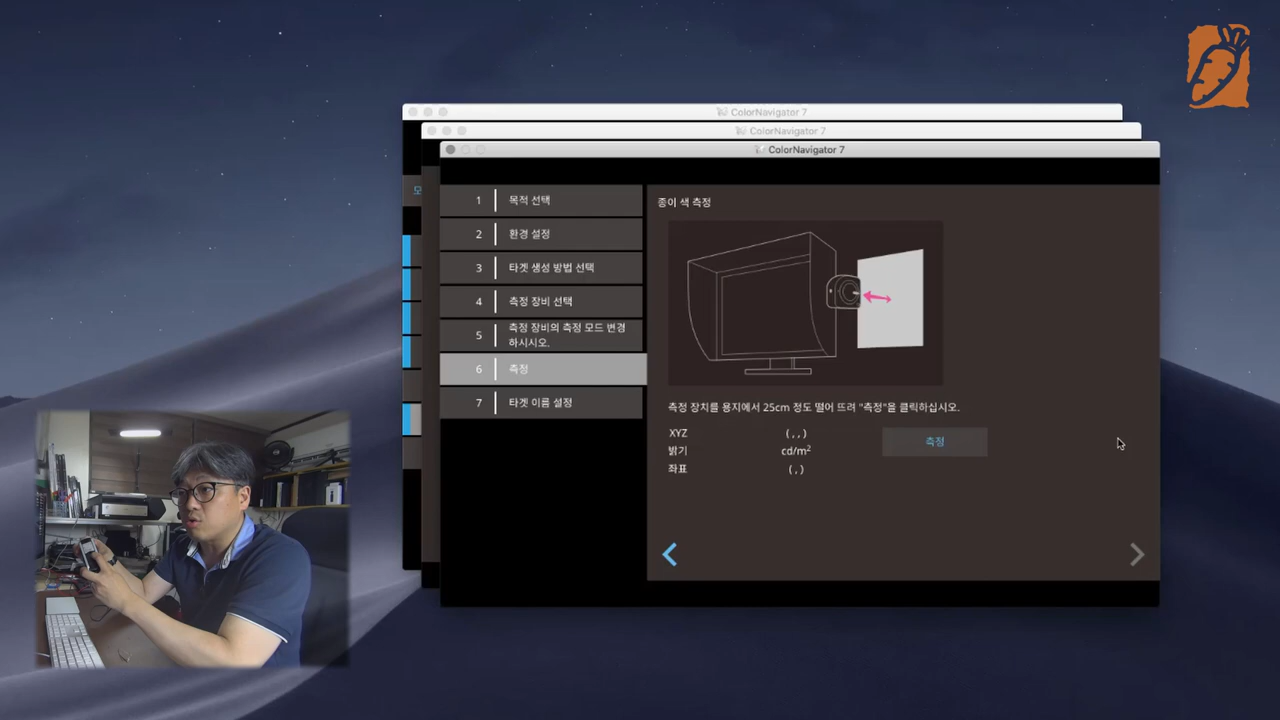 ColorNavigator 7
ColorNavigator 7
ColorNavigator 7
1 목적 선택
2 환경 설정
3 타겟 생성 방법 선택
4 측정 장비 선택
5 측정 장비의 측정 모드 변경
하시시오.
6 측정
7 타겟 이름 설정
종이 색 측정
측정 장치를 용지에서 25cm 정도 떨어 뜨려 "측정"을 클릭하십시오.
XYZ (,,)
밝기 cd/m²
좌표 (,)
측정